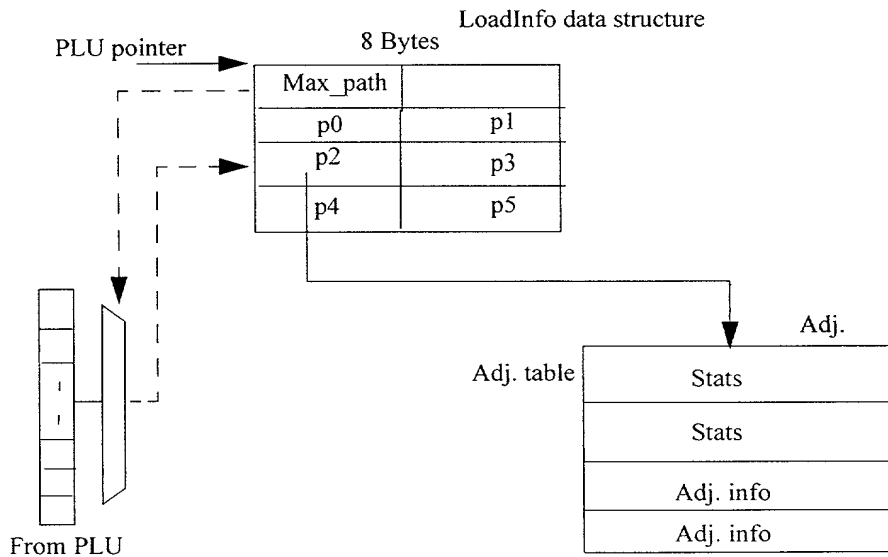 LoadInfo data structure
8 Bytes
PLU pointer
Max_path
p0 p1
p2 p3
p4 p5
Adj.
Adj. table
Stats
Stats
Adj. info
Adj. info
From PLU